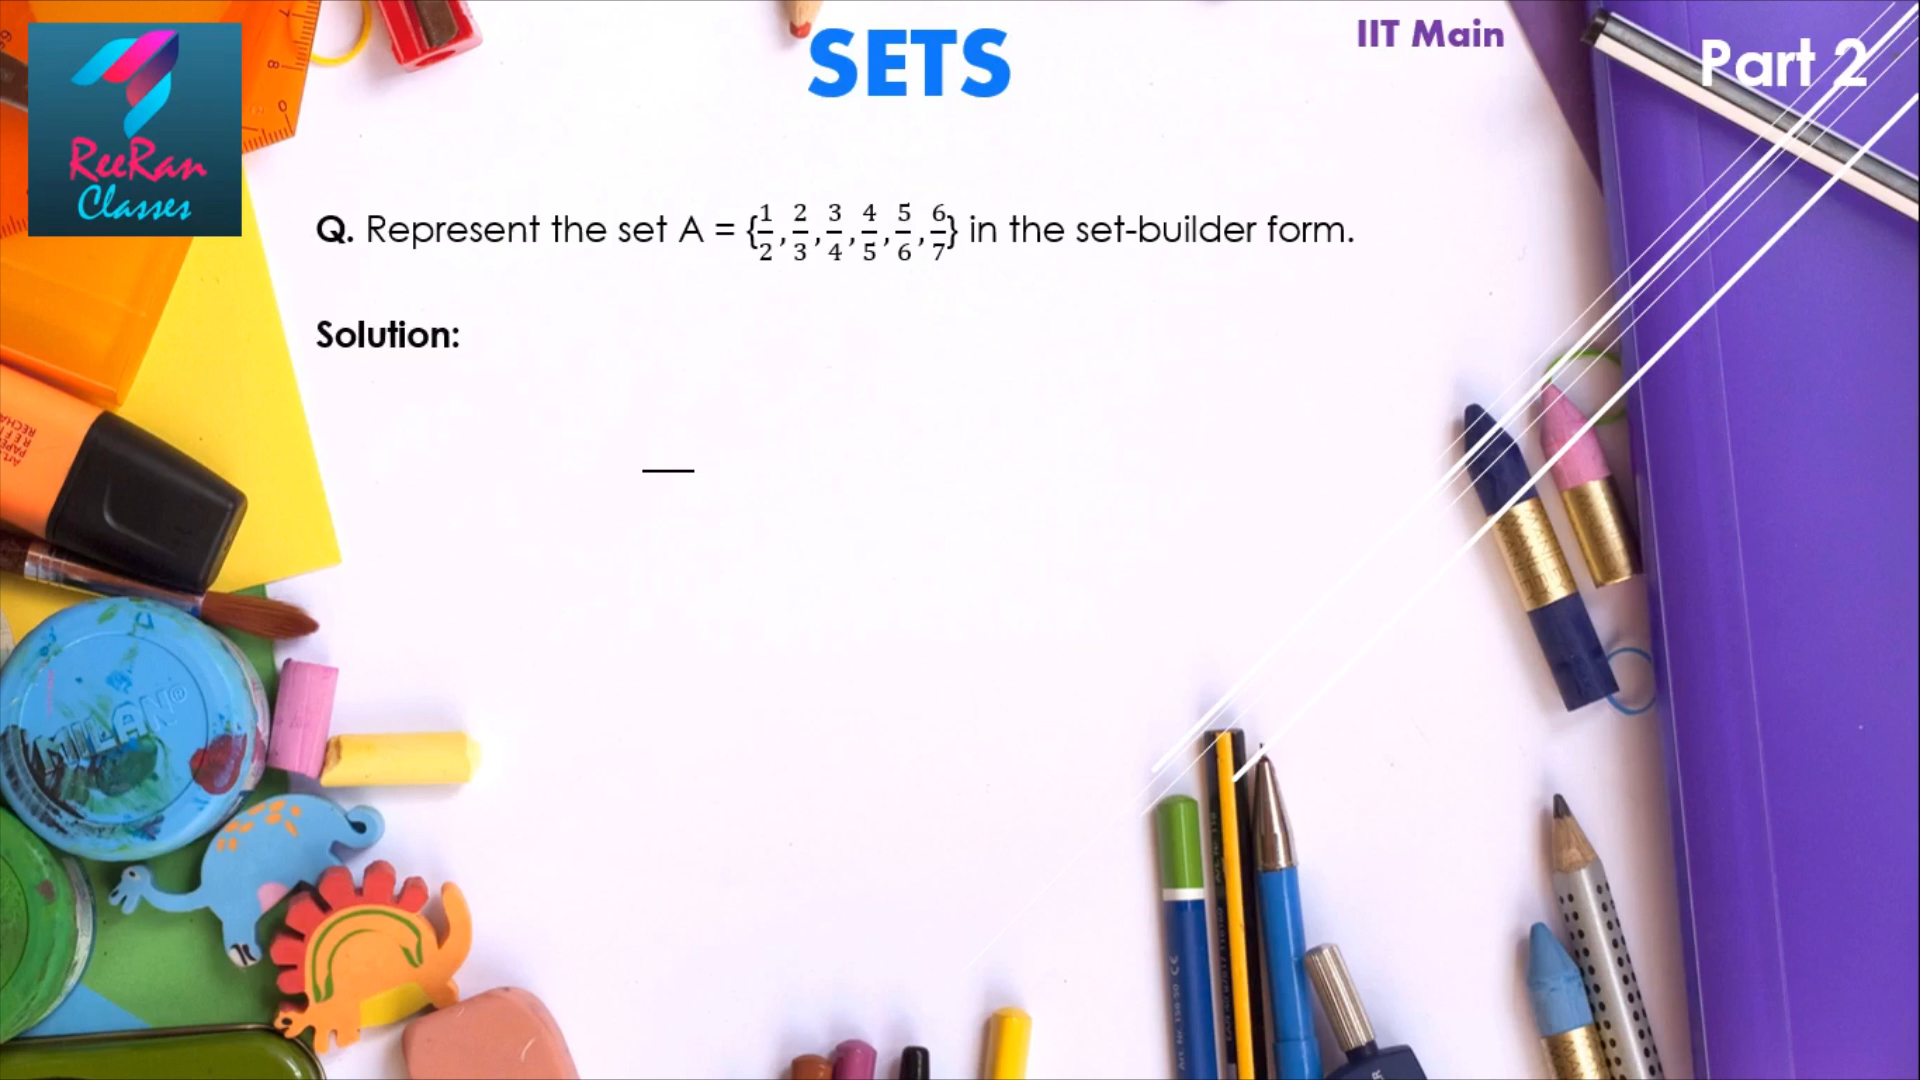 SETS
IIT Main
Part 2
ReeRan
Classes
Q. Represent the set A = {1/2, 2/3, 3/4, 4/5, 5/6, 6/7} in the set-builder form.
Solution:
MILAN®